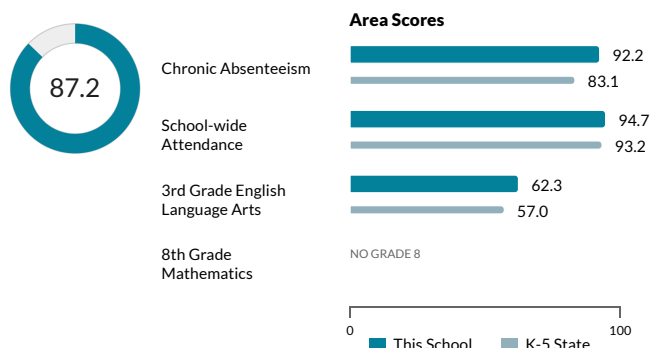 Area Scores
87.2
Chronic Absenteeism
92.2
83.1
School-wide
Attendance
94.7
93.2
3rd Grade English
Language Arts
62.3
57.0
8th Grade
Mathematics
NO GRADE 8
0
100
This School
K-5 State